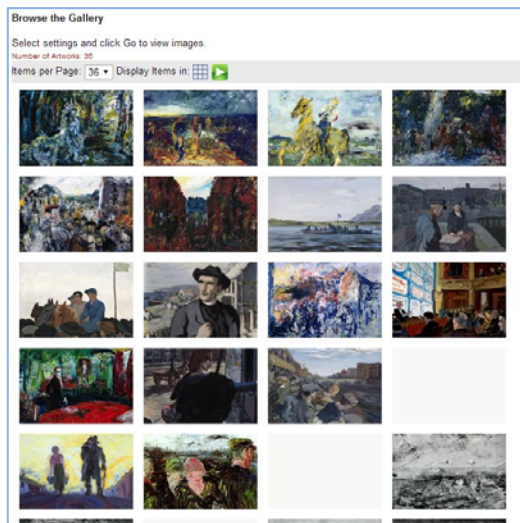 Browse the Gallery
Select settings and click Go to view images.
Number of Artworks: 36
Items per Page: 36 Display Items in: